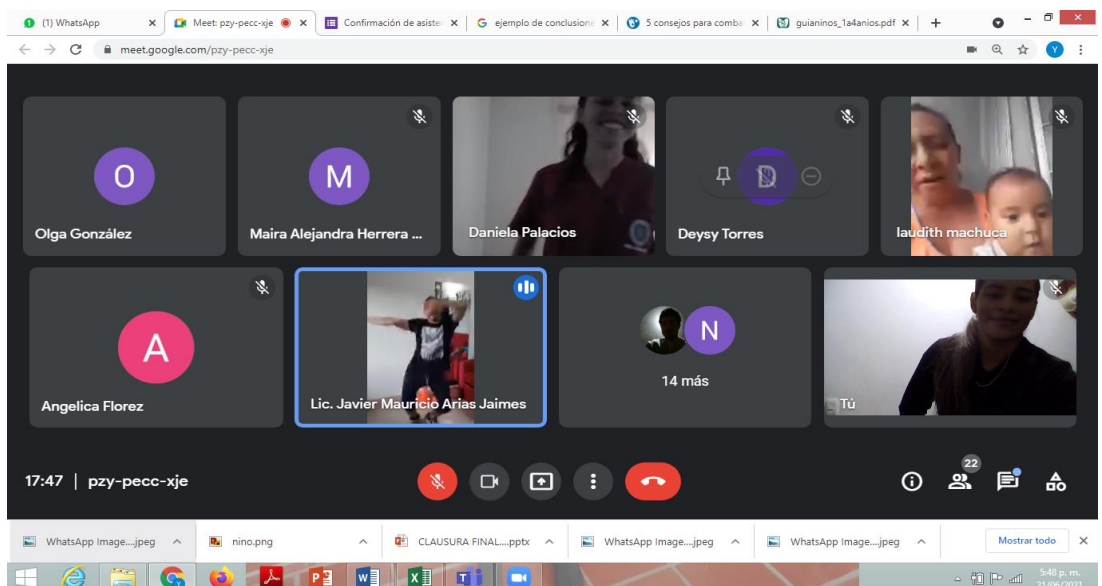 (1) WhatsApp
Meet: pzy-pecc-xje
Confirmación de asiste
ejemplo de conclusione
5 consejos para comba
guianinos_1a4anios.pdf
meet.google.com/pzy-pecc-xje
Y
O
M
D
Olga González
Maira Alejandra Herrera ...
Daniela Palacios
Deysy Torres
laudith machuca
A
N
14 más
Angelica Florez
Lic. Javier Mauricio Arias Jaimes
Tú
17:47 | pzy-pecc-xje
22
WhatsApp Image....jpeg
nino.png
CLAUSURA FINAL....pptx
WhatsApp Image....jpeg
WhatsApp Image....jpeg
Mostrar todo
5:48 p. m.
21/06/2021